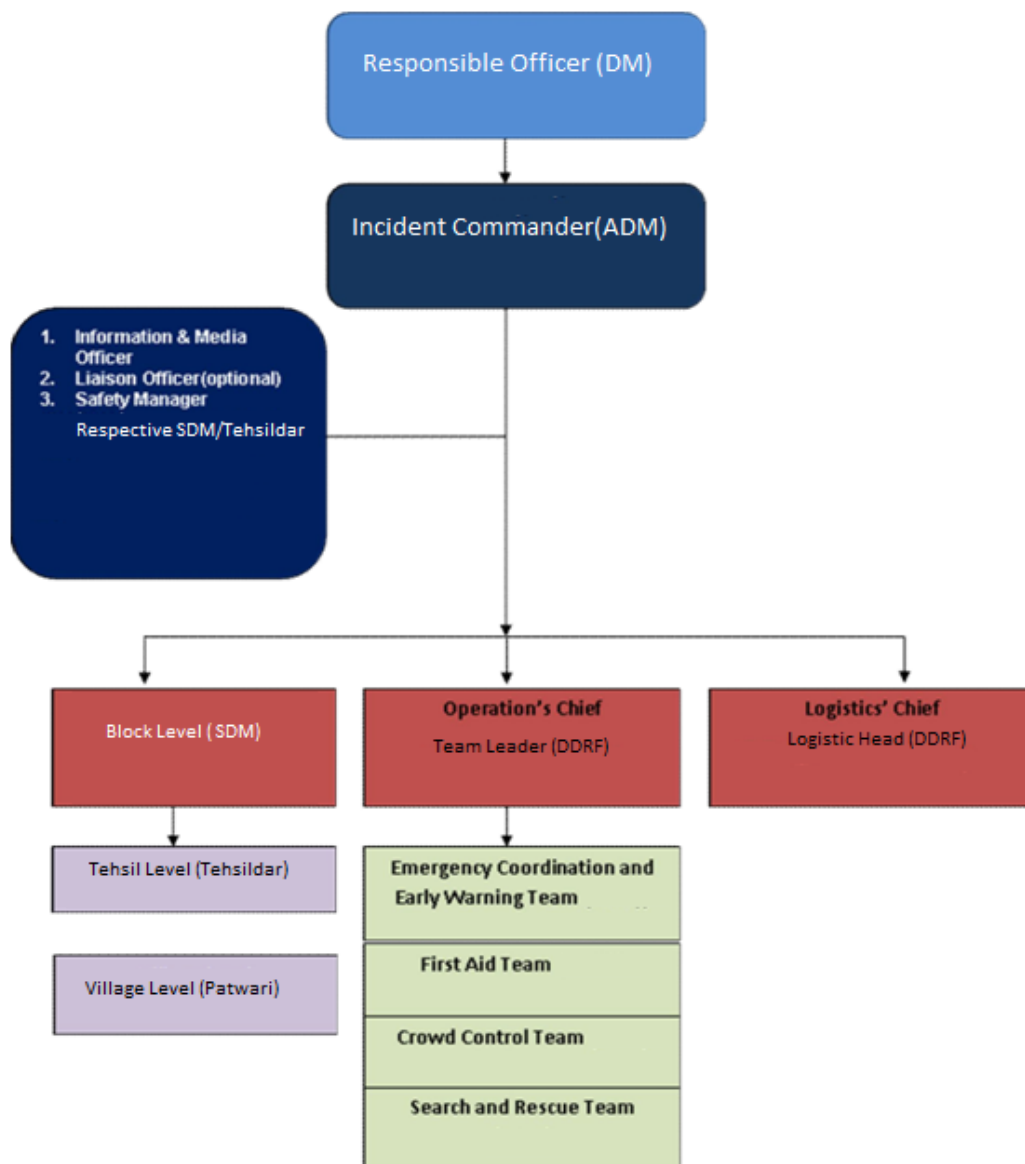 Responsible Officer (DM)
Incident Commander(ADM)
1. Information & Media
Officer
2. Liaison Officer(optional)
3. Safety Manager
Respective SDM/Tehsildar
Block Level ( SDM)
Operation's Chief
Team Leader (DDRF)
Logistics' Chief
Logistic Head (DDRF)
Tehsil Level (Tehsildar)
Village Level (Patwari)
Emergency Coordination and
Early Warning Team
First Aid Team
Crowd Control Team
Search and Rescue Team